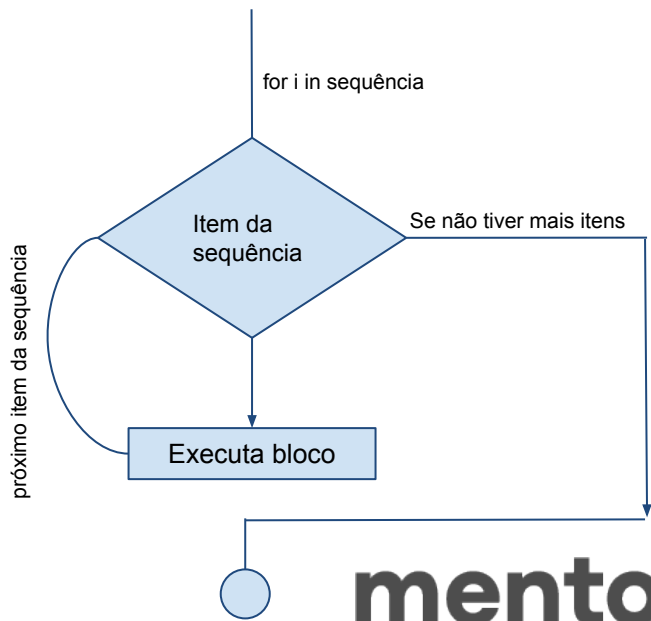 for i in sequência
Item da
sequência
Se não tiver mais itens
próximo item da sequência
Executa bloco
mento